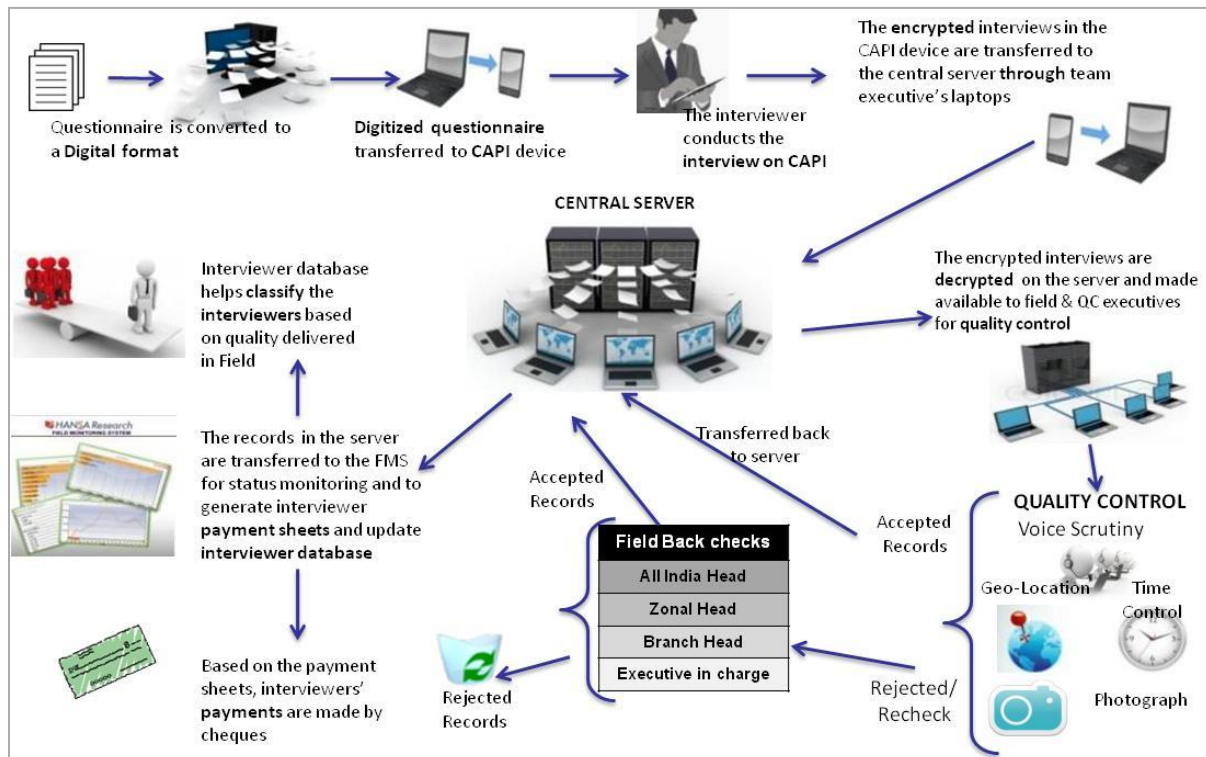 The encrypted interviews in the
CAPI device are transferred to
the central server through team
executive's laptops
Questionnaire is converted to
a Digital format
Digitized questionnaire
transferred to CAPI device
The interviewer
conducts the
interview on CAPI
CENTRAL SERVER
Interviewer database
helps classify the
interviewers based
on quality delivered
in Field
The encrypted interviews are
decrypted on the server and made
available to field & QC executives
for quality control
HANSA Research
FIELD MONITORING SYSTEM
The records in the server
are transferred to the FMS
for status monitoring and to
generate interviewer
payment sheets and update
interviewer database
Transferred back
to server
Accepted
Records
Accepted
Records
QUALITY CONTROL
Voice Scrutiny
Geo-Location
Time
Control
Photograph
Field Back checks
All India Head
Zonal Head
Branch Head
Executive in charge
Rejected/
Recheck
Rejected
Records
Based on the payment
sheets, interviewers'
payments are made by
cheques